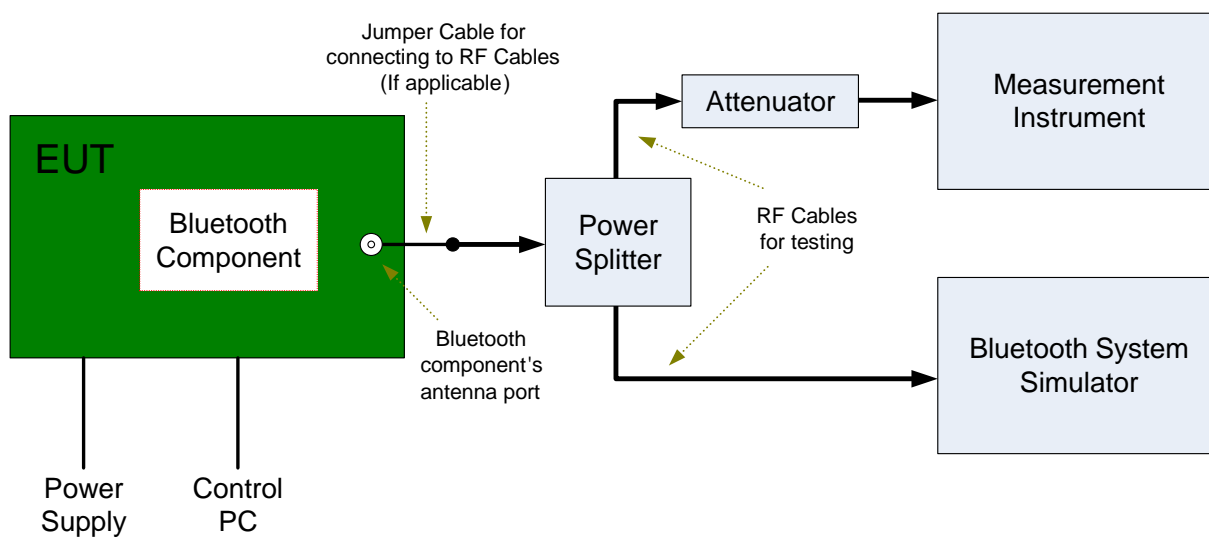 Jumper Cable for
connecting to RF Cables
(If applicable)
EUT
Bluetooth
Component
Attenuator
Measurement
Instrument
Power
Splitter
RF Cables
for testing
Bluetooth
component's
antenna port
Bluetooth System
Simulator
Power
Supply
Control
PC